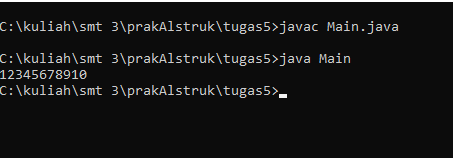 C:\kuliah\smt 3\prakAlstruk\tugas5>javac Main.java
C:\kuliah\smt 3\prakAlstruk\tugas5>java Main
12345678910
C:\kuliah\smt 3\prakAlstruk\tugas5>